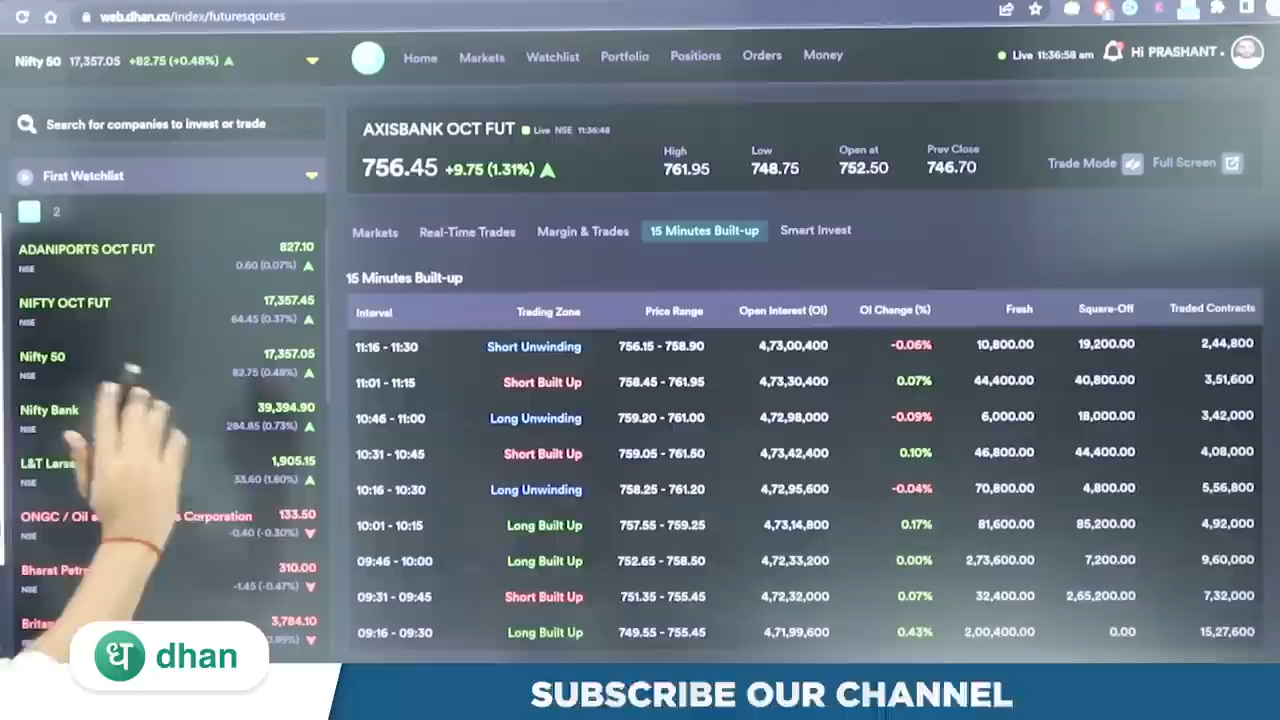 web.dhan.co/index/futuresqoutes
Nifty 50 17,357.05 +82.75 (+0.48%)
Home Markets Watchlist Portfolio Positions Orders Money
Live 11:36:58 am
Hi PRASHANT
Search for companies to invest or trade
First Watchlist
2
ADANIPORTS OCT FUT 827.10
NSE 0.60 (0.07%)
NIFTY OCT FUT 17,357.45
NSE 64.45 (0.37%)
Nifty 50 17,357.05
NSE 82.75 (0.48%)
Nifty Bank 39,394.90
NSE 284.85 (0.73%)
L&T 1,905.15
NSE 33.60 (1.80%)
ONGC / Oil Corporation 133.50
NSE -0.40 (-0.30%)
Bharat 310.00
NSE -1.45 (-0.47%)
3,784.10
AXISBANK OCT FUT Live NSE 11:36:48
756.45 +9.75 (1.31%)
High Low Open at Prev Close
761.95 748.75 752.50 746.70
Trade Mode Full Screen
Markets Real-Time Trades Margin & Trades 15 Minutes Built-up Smart Invest
15 Minutes Built-up
Interval Trading Zone Price Range Open Interest (OI) OI Change (%) Fresh Square-Off Traded Contracts
11:16 - 11:30 Short Unwinding 756.15 - 758.90 4,73,00,400 -0.06% 10,800.00 19,200.00 2,44,800
11:01 - 11:15 Short Built Up 758.45 - 761.95 4,73,30,400 0.07% 44,400.00 40,800.00 3,51,600
10:46 - 11:00 Long Unwinding 759.20 - 761.00 4,72,98,000 -0.09% 6,000.00 18,000.00 3,42,000
10:31 - 10:45 Short Built Up 759.05 - 761.50 4,73,42,400 0.10% 46,800.00 44,400.00 4,08,000
10:16 - 10:30 Long Unwinding 758.25 - 761.20 4,72,95,600 -0.04% 70,800.00 4,800.00 5,56,800
10:01 - 10:15 Long Built Up 757.55 - 759.25 4,73,14,800 0.17% 81,600.00 85,200.00 4,92,000
09:46 - 10:00 Long Built Up 752.65 - 758.50 4,72,33,200 0.00% 2,73,600.00 7,200.00 9,60,000
09:31 - 09:45 Short Built Up 751.35 - 755.45 4,72,32,000 0.07% 32,400.00 2,65,200.00 7,32,000
09:16 - 09:30 Long Built Up 749.55 - 755.45 4,71,99,600 0.43% 2,00,400.00 0.00 15,27,600
ध dhan
SUBSCRIBE OUR CHANNEL